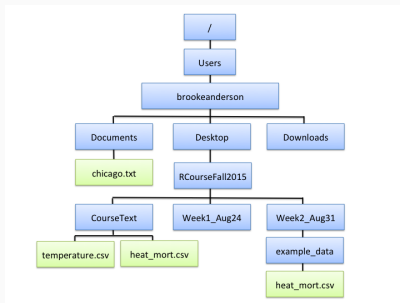 /
Users
brookeanderson
Documents
Desktop
Downloads
chicago.txt
RCourseFall2015
CourseText
Week1_Aug24
Week2_Aug31
temperature.csv
heat_mort.csv
example_data
heat_mort.csv